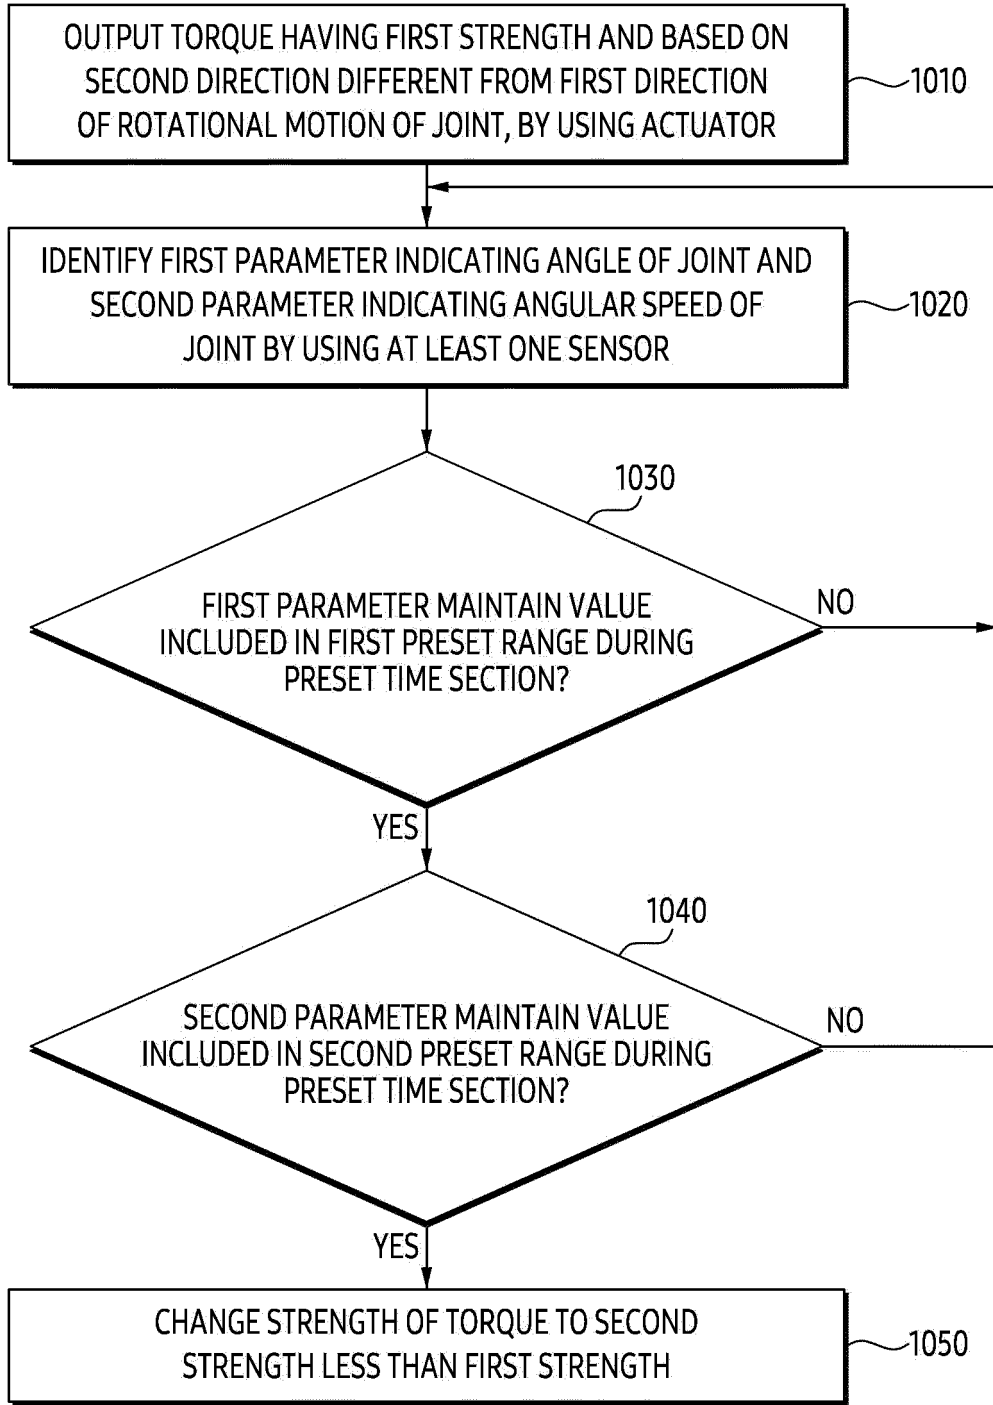 OUTPUT TORQUE HAVING FIRST STRENGTH AND BASED ON
SECOND DIRECTION DIFFERENT FROM FIRST DIRECTION
OF ROTATIONAL MOTION OF JOINT, BY USING ACTUATOR
1010
IDENTIFY FIRST PARAMETER INDICATING ANGLE OF JOINT AND
SECOND PARAMETER INDICATING ANGULAR SPEED OF
JOINT BY USING AT LEAST ONE SENSOR
1020
1030
FIRST PARAMETER MAINTAIN VALUE
INCLUDED IN FIRST PRESET RANGE DURING
PRESET TIME SECTION?
NO
YES
1040
SECOND PARAMETER MAINTAIN VALUE
INCLUDED IN SECOND PRESET RANGE DURING
PRESET TIME SECTION?
NO
YES
CHANGE STRENGTH OF TORQUE TO SECOND
STRENGTH LESS THAN FIRST STRENGTH
1050